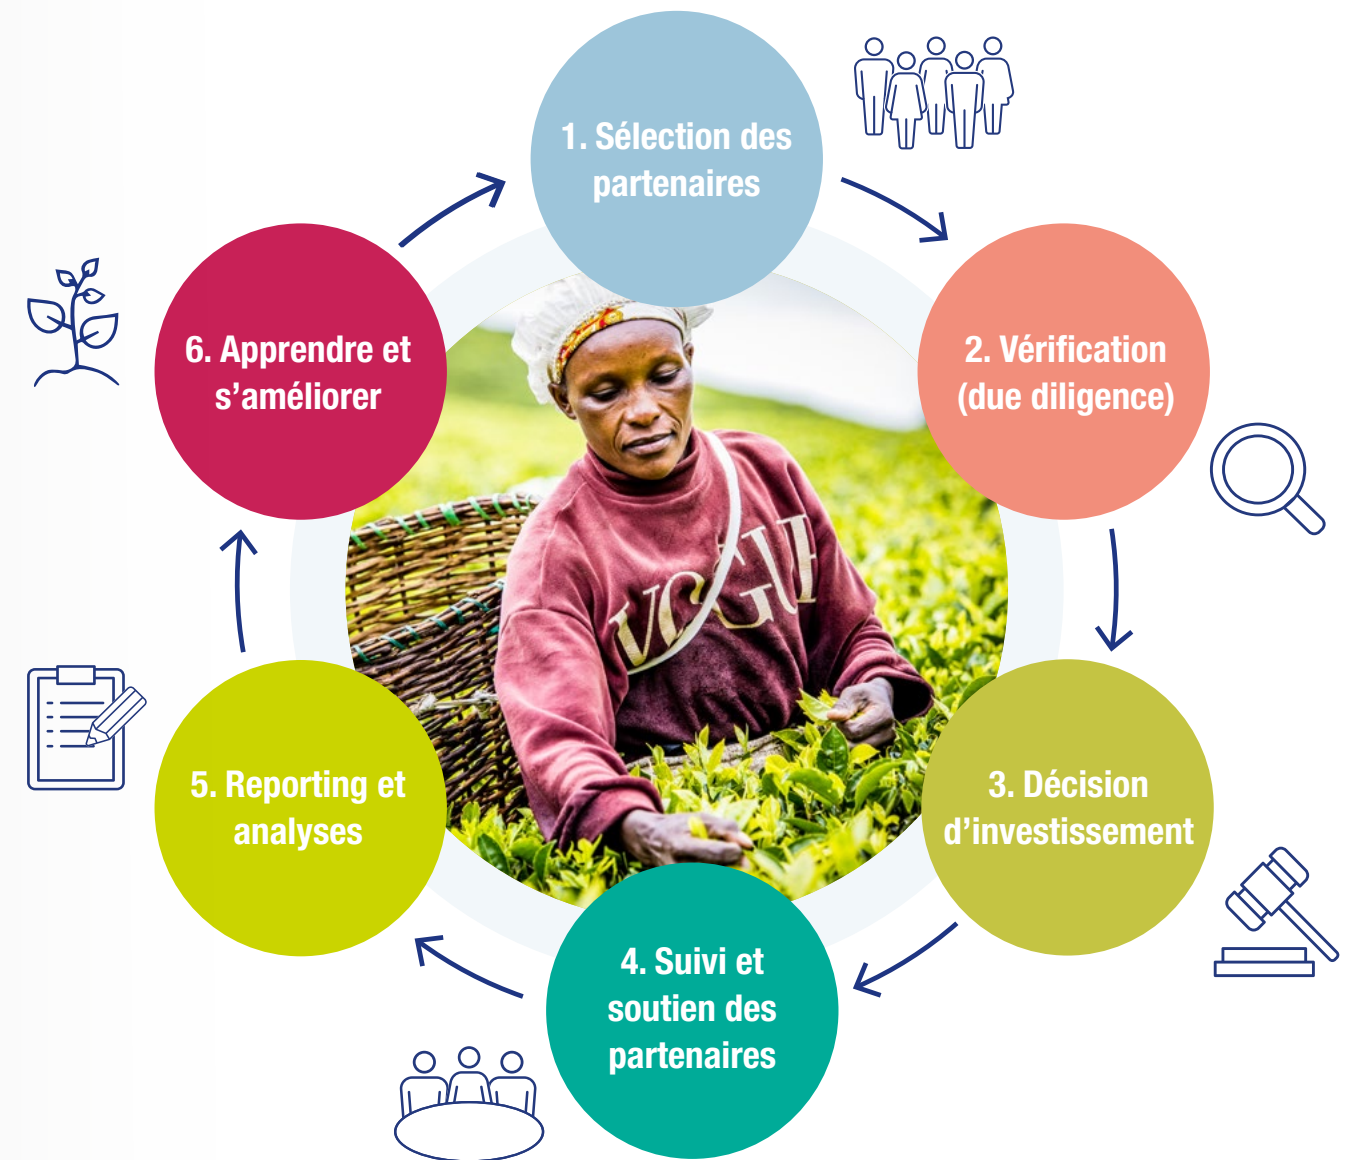 1. Sélection des
partenaires
2. Vérification
(due diligence)
3. Décision
d’investissement
4. Suivi et
soutien des
partenaires
5. Reporting et
analyses
6. Apprendre et
s’améliorer
VOGUE